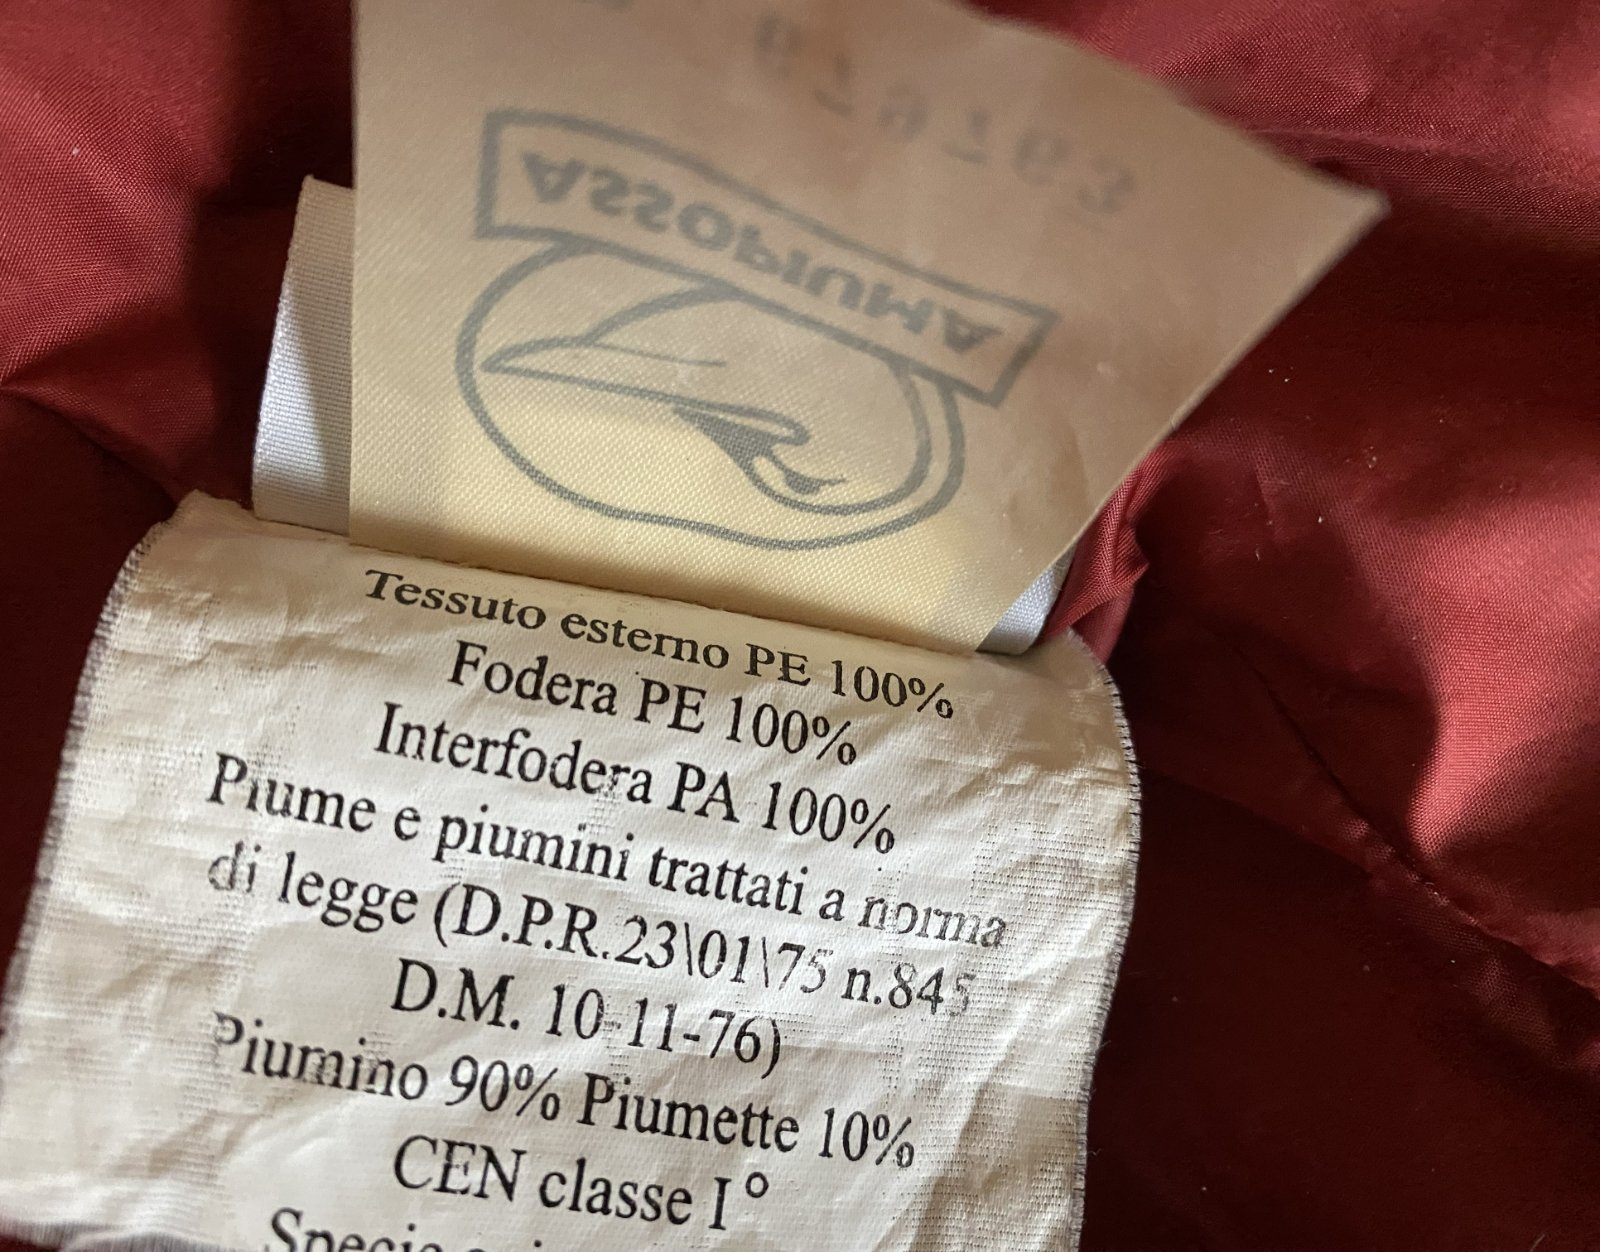 079703
ASSOPIUMA
Tessuto esterno PE 100%
Fodera PE 100%
Interfodera PA 100%
Piume e piumini trattati a norma
di legge (D.P.R.23\01\75 n.845
D.M. 10-11-76)
Piumino 90% Piumette 10%
CEN classe I°